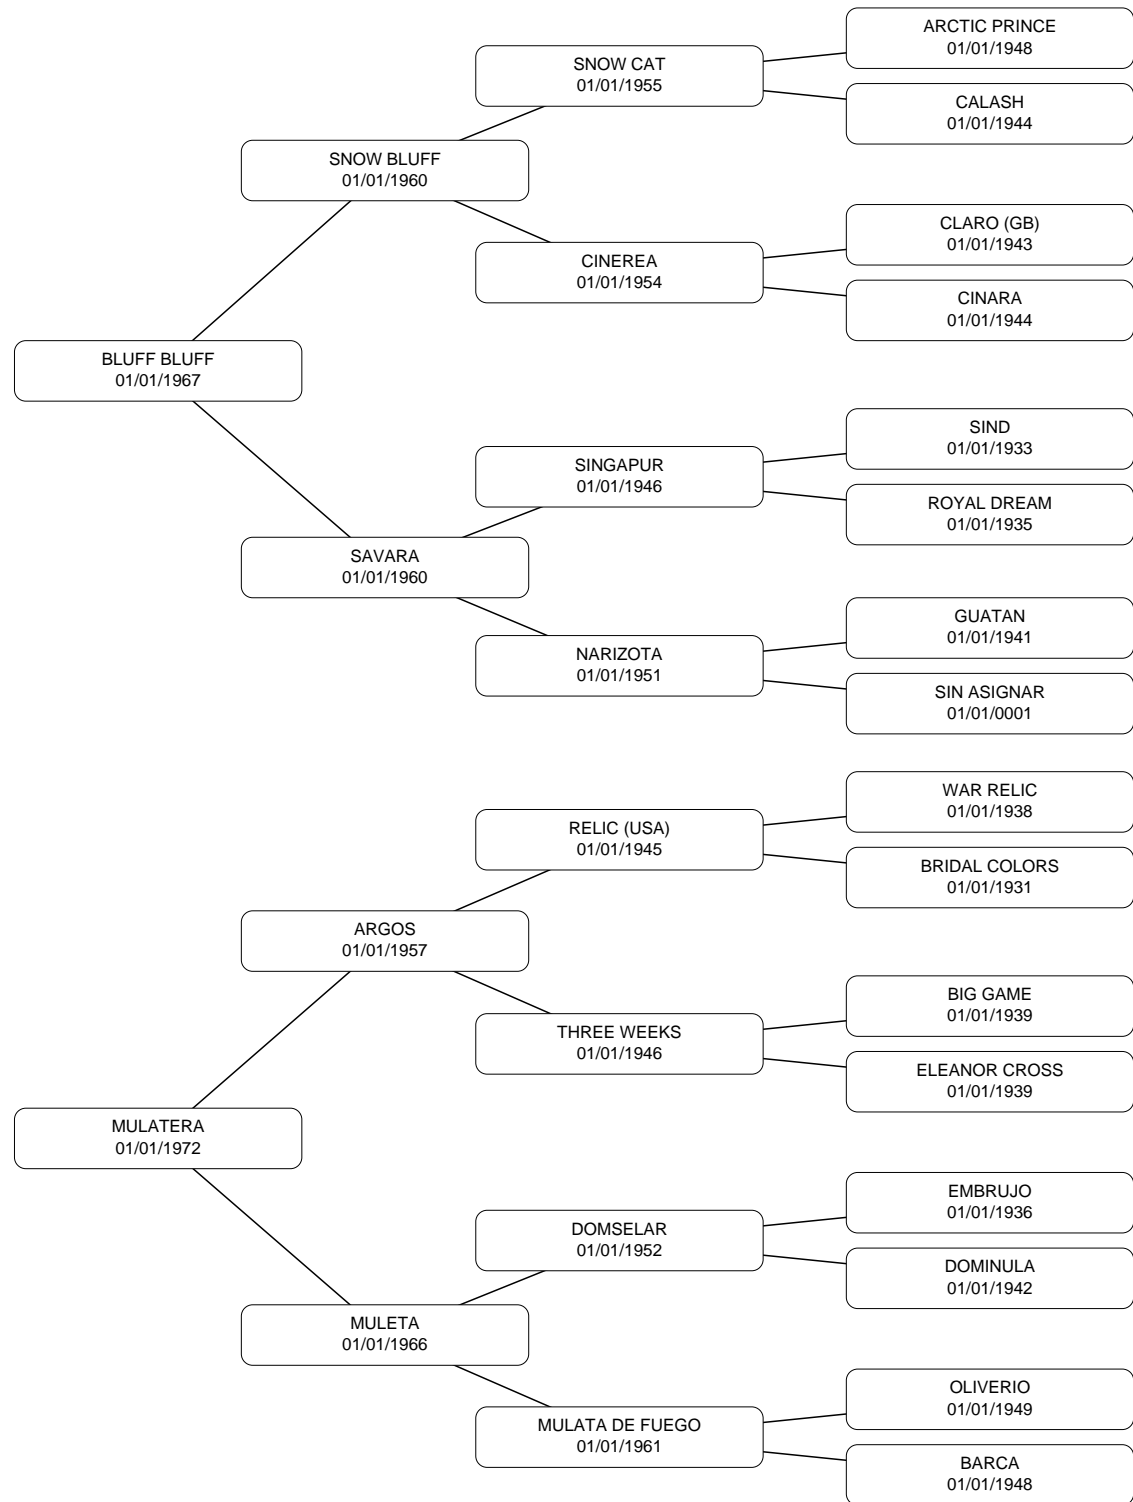 ARCTIC PRINCE
01/01/1948
SNOW CAT
01/01/1955
CALASH
01/01/1944
SNOW BLUFF
01/01/1960
CLARO (GB)
01/01/1943
CINEREA
01/01/1954
CINARA
01/01/1944
BLUFF BLUFF
01/01/1967
SIND
01/01/1933
SINGAPUR
01/01/1946
ROYAL DREAM
01/01/1935
SAVARA
01/01/1960
GUATAN
01/01/1941
NARIZOTA
01/01/1951
SIN ASIGNAR
01/01/0001
WAR RELIC
01/01/1938
RELIC (USA)
01/01/1945
BRIDAL COLORS
01/01/1931
ARGOS
01/01/1957
BIG GAME
01/01/1939
THREE WEEKS
01/01/1946
ELEANOR CROSS
01/01/1939
MULATERA
01/01/1972
EMBRUJO
01/01/1936
DOMSELAR
01/01/1952
DOMINULA
01/01/1942
MULETA
01/01/1966
OLIVERIO
01/01/1949
MULATA DE FUEGO
01/01/1961
BARCA
01/01/1948